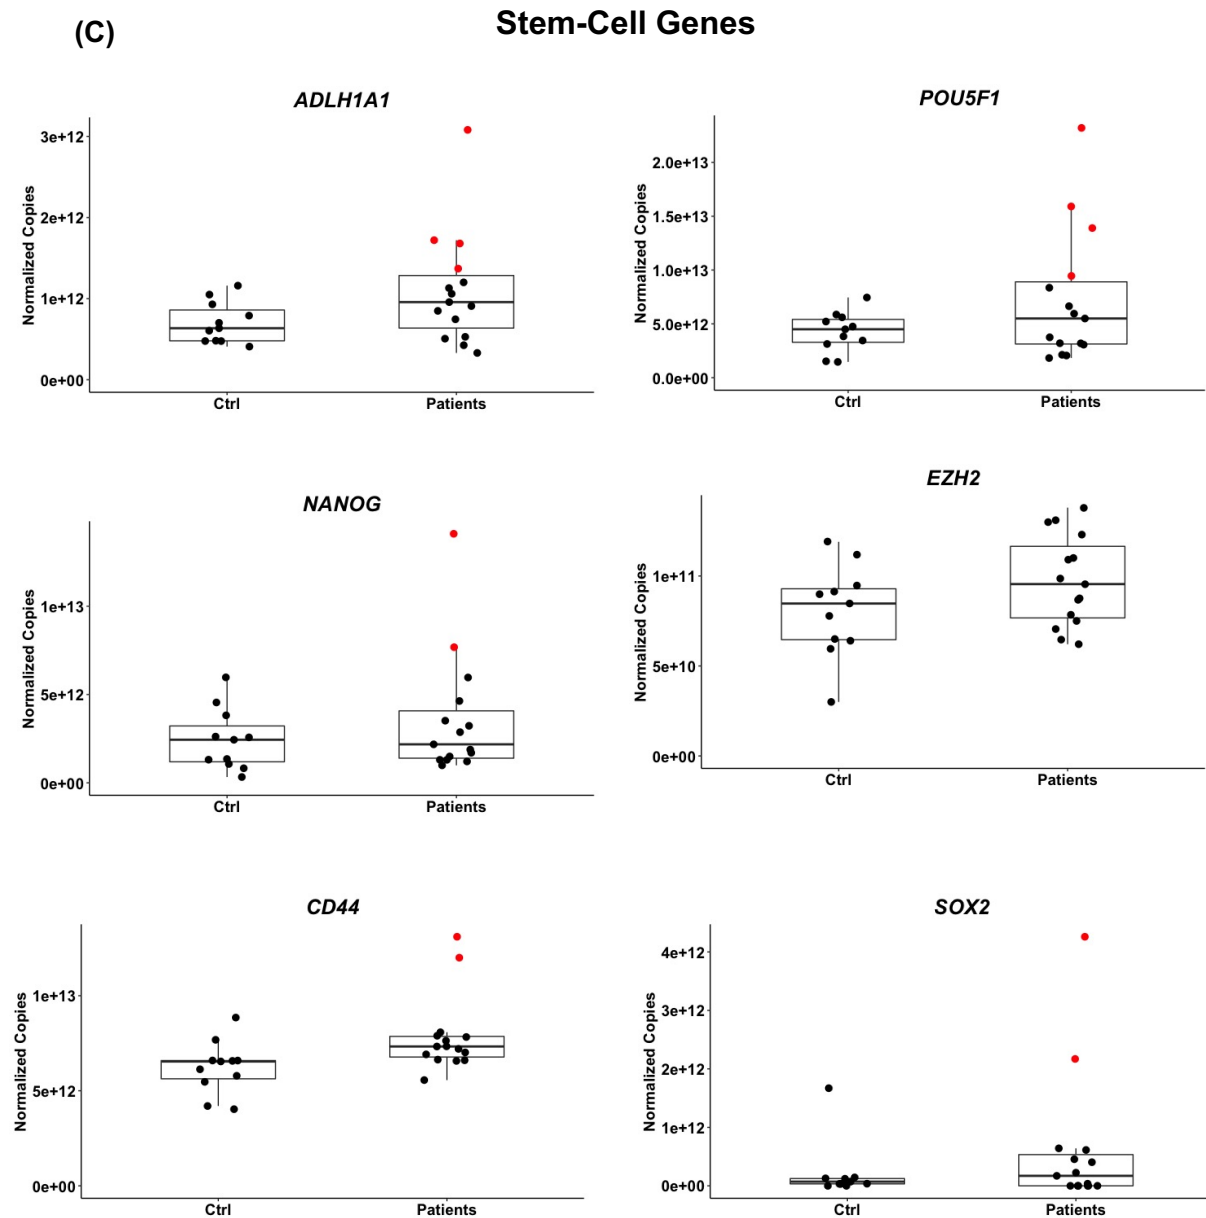 (C)
Stem-Cell Genes
ADLH1A1
Normalized Copies
3e+12
2e+12
1e+12
0e+00
Ctrl
Patients
POU5F1
Normalized Copies
2.0e+13
1.5e+13
1.0e+13
5.0e+12
0.0e+00
Ctrl
Patients
NANOG
Normalized Copies
1e+13
5e+12
0e+00
Ctrl
Patients
EZH2
Normalized Copies
1e+11
5e+10
0e+00
Ctrl
Patients
CD44
Normalized Copies
1e+13
5e+12
0e+00
Ctrl
Patients
SOX2
Normalized Copies
4e+12
3e+12
2e+12
1e+12
0e+00
Ctrl
Patients